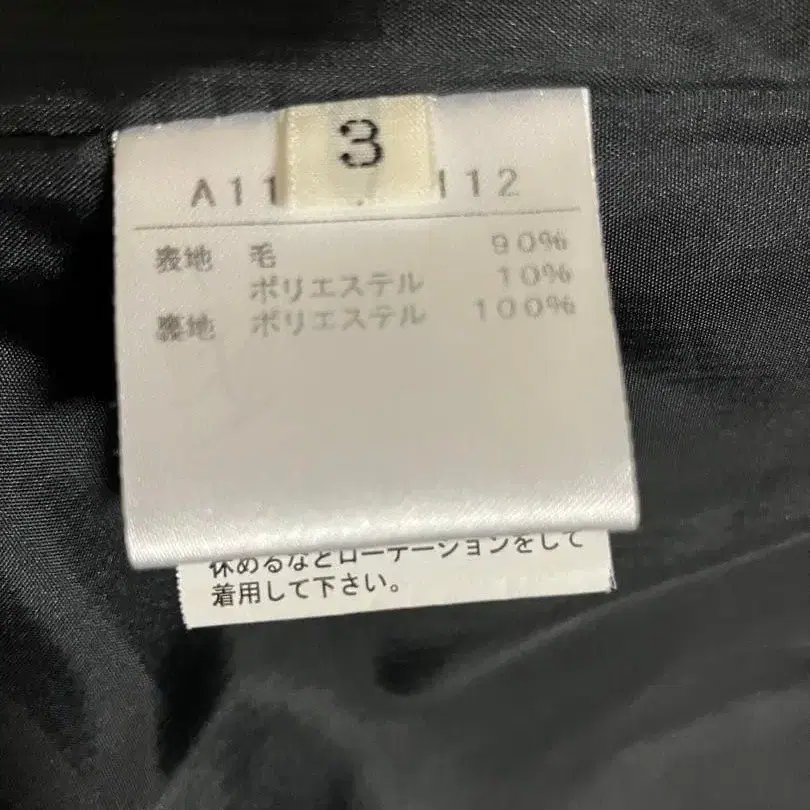 3
A11 112
表地 毛 90%
ポリエステル 10%
裏地 ポリエステル 100%
休めるなどローテーションをして
着用して下さい。